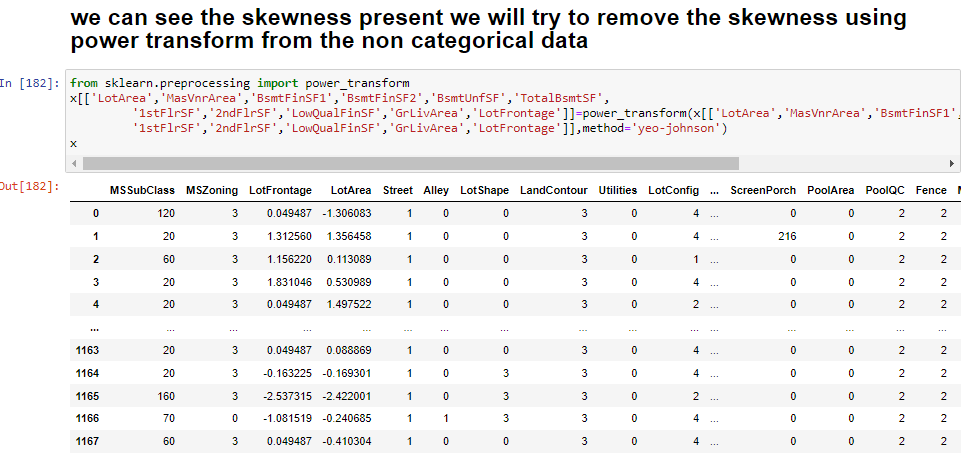 we can see the skewness present we will try to remove the skewness using
power transform from the non categorical data
In [182]: from sklearn.preprocessing import power_transform
x[['LotArea','MasVnrArea','BsmtFinSF1','BsmtFinSF2','BsmtUnfSF','TotalBsmtSF',
'1stFlrSF','2ndFlrSF','LowQualFinSF','GrLivArea','LotFrontage']]=power_transform(x[['LotArea','MasVnrArea','BsmtFinSF1',
'1stFlrSF','2ndFlrSF','LowQualFinSF','GrLivArea','LotFrontage']],method='yeo-johnson')
x
Out[182]:
MSSubClass MSZoning LotFrontage LotArea Street Alley LotShape LandContour Utilities LotConfig ... ScreenPorch PoolArea PoolQC Fence
0 120 3 0.049487 -1.306083 1 0 0 3 0 4 ... 0 0 2 2
1 20 3 1.312560 1.356458 1 0 0 3 0 4 ... 216 0 2 2
2 60 3 1.156220 0.113089 1 0 0 3 0 1 ... 0 0 2 2
3 20 3 1.831046 0.530989 1 0 0 3 0 4 ... 0 0 2 2
4 20 3 0.049487 1.497522 1 0 0 3 0 2 ... 0 0 2 2
... ... ... ... ... ... ... ... ... ... ... ... ... ... ... ...
1163 20 3 0.049487 0.088869 1 0 0 3 0 4 ... 0 0 2 2
1164 20 3 -0.163225 -0.169301 1 0 3 3 0 4 ... 0 0 2 2
1165 160 3 -2.537315 -2.422001 1 0 3 3 0 2 ... 0 0 2 2
1166 70 0 -1.081519 -0.240685 1 1 3 3 0 4 ... 0 0 2 2
1167 60 3 0.049487 -0.410304 1 0 0 3 0 4 ... 0 0 2 2